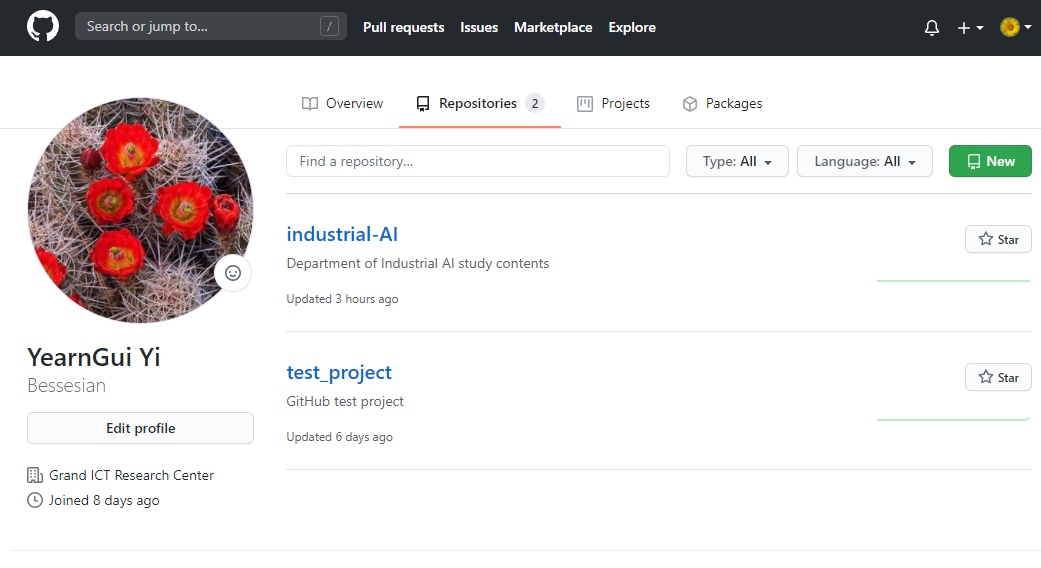 Search or jump to... /
Pull requests
Issues
Marketplace
Explore
Overview
Repositories 2
Projects
Packages
Find a repository...
Type: All
Language: All
New
industrial-AI
Star
Department of Industrial AI study contents
Updated 3 hours ago
test_project
Star
GitHub test project
Updated 6 days ago
YearnGui Yi
Bessesian
Edit profile
Grand ICT Research Center
Joined 8 days ago